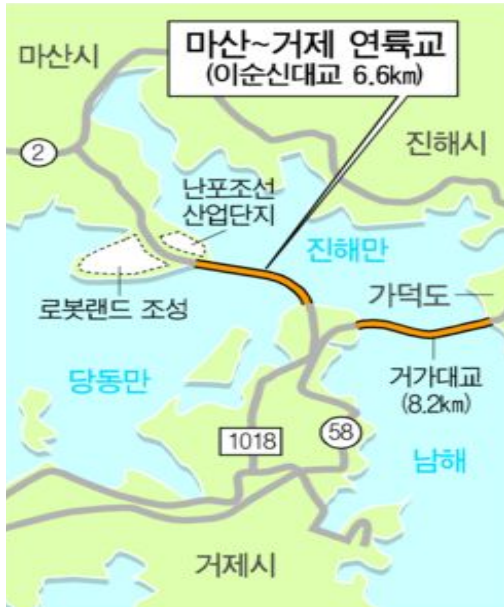 마산~거제 연륙교
(이순신대교 6.6km)
마산시
진해시
2
난포조선
산업단지
진해만
가덕도
로봇랜드 조성
당동만
거가대교
(8.2km)
1018
58
남해
거제시